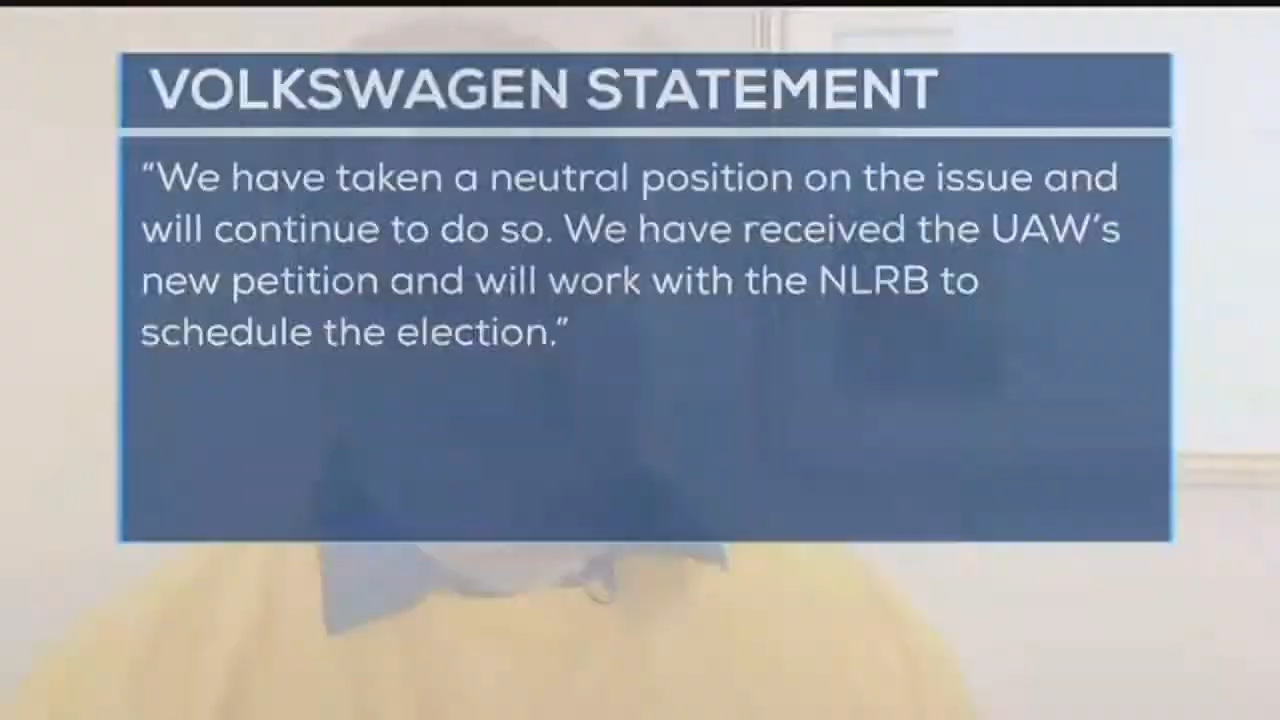 VOLKSWAGEN STATEMENT
“We have taken a neutral position on the issue and
will continue to do so. We have received the UAW’s
new petition and will work with the NLRB to
schedule the election.”